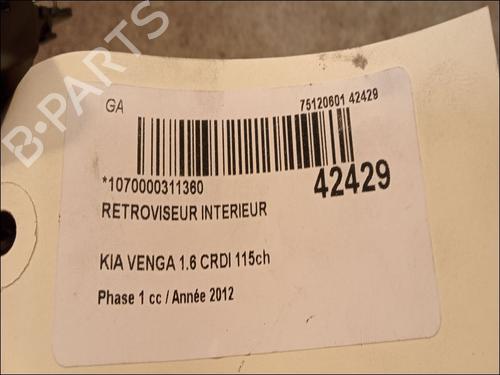 B-PARTS
GA 75120601 42429
*1070000311360 42429
RETROVISEUR INTERIEUR
KIA VENGA 1.6 CRDI 115ch
Phase 1 cc / Année 2012